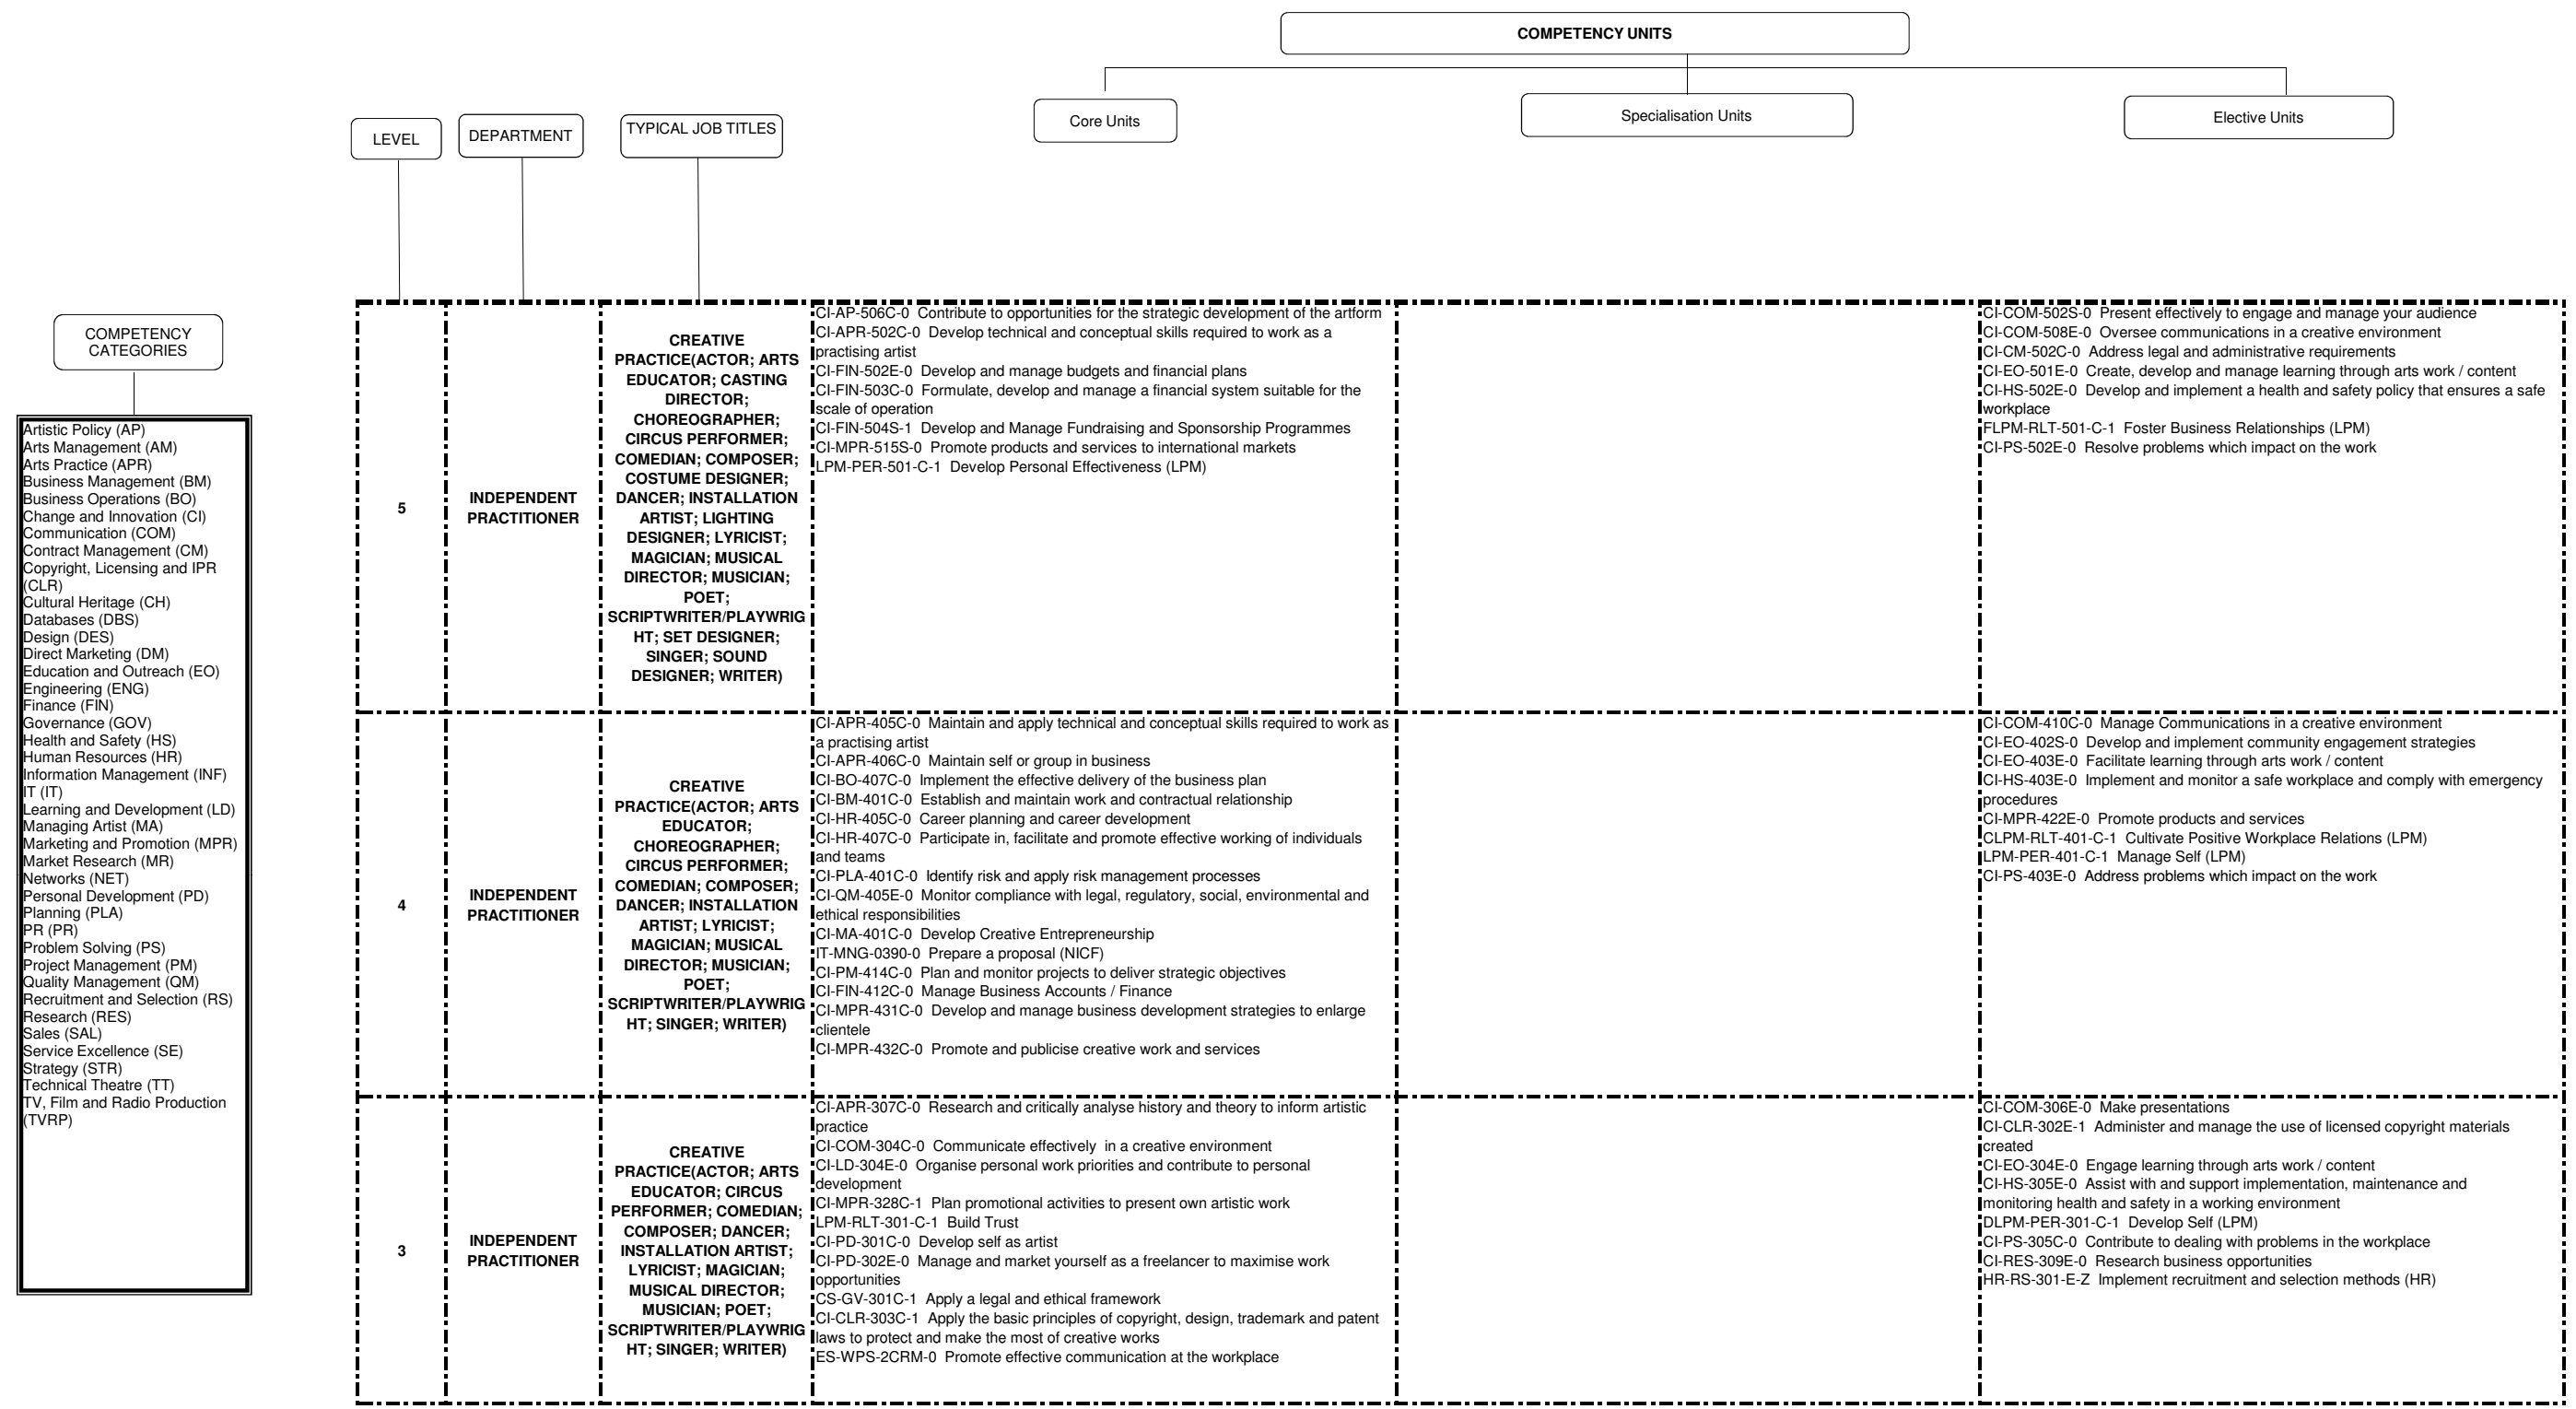 COMPETENCY UNITS
Core Units
Specialisation Units
Elective Units
LEVEL
DEPARTMENT
TYPICAL JOB TITLES
COMPETENCY
CATEGORIES
Artistic Policy (AP)
Arts Management (AM)
Arts Practice (APR)
Business Management (BM)
Business Operations (BO)
Change and Innovation (CI)
Communication (COM)
Contract Management (CM)
Copyright, Licensing and IPR
(CLR)
Cultural Heritage (CH)
Databases (DBS)
Design (DES)
Direct Marketing (DM)
Education and Outreach (EO)
Engineering (ENG)
Finance (FIN)
Governance (GOV)
Health and Safety (HS)
Human Resources (HR)
Information Management (INF)
IT (IT)
Learning and Development (LD)
Managing Artist (MA)
Marketing and Promotion (MPR)
Market Research (MR)
Networks (NET)
Personal Development (PD)
Planning (PLA)
PR (PR)
Problem Solving (PS)
Project Management (PM)
Quality Management (QM)
Recruitment and Selection (RS)
Research (RES)
Sales (SAL)
Service Excellence (SE)
Strategy (STR)
Technical Theatre (TT)
TV, Film and Radio Production
(TVRP)
5
INDEPENDENT
PRACTITIONER
CREATIVE
PRACTICE(ACTOR; ARTS
EDUCATOR; CASTING
DIRECTOR;
CHOREOGRAPHER;
CIRCUS PERFORMER;
COMEDIAN; COMPOSER;
COSTUME DESIGNER;
DANCER; INSTALLATION
ARTIST; LIGHTING
DESIGNER; LYRICIST;
MAGICIAN; MUSICAL
DIRECTOR; MUSICIAN;
POET;
SCRIPTWRITER/PLAYWRIG
HT; SET DESIGNER;
SINGER; SOUND
DESIGNER; WRITER)
CI-AP-506C-0  Contribute to opportunities for the strategic development of the artform
CI-APR-502C-0  Develop technical and conceptual skills required to work as a
practising artist
CI-FIN-502E-0  Develop and manage budgets and financial plans
CI-FIN-503C-0  Formulate, develop and manage a financial system suitable for the
scale of operation
CI-FIN-504S-1  Develop and Manage Fundraising and Sponsorship Programmes
CI-MPR-515S-0  Promote products and services to international markets
LPM-PER-501-C-1  Develop Personal Effectiveness (LPM)
CI-COM-502S-0  Present effectively to engage and manage your audience
CI-COM-508E-0  Oversee communications in a creative environment
CI-CM-502C-0  Address legal and administrative requirements
CI-EO-501E-0  Create, develop and manage learning through arts work / content
CI-HS-502E-0  Develop and implement a health and safety policy that ensures a safe
workplace
FLPM-RLT-501-C-1  Foster Business Relationships (LPM)
CI-PS-502E-0  Resolve problems which impact on the work
4
INDEPENDENT
PRACTITIONER
CREATIVE
PRACTICE(ACTOR; ARTS
EDUCATOR;
CHOREOGRAPHER;
CIRCUS PERFORMER;
COMEDIAN; COMPOSER;
DANCER; INSTALLATION
ARTIST; LYRICIST;
MAGICIAN; MUSICAL
DIRECTOR; MUSICIAN;
POET;
SCRIPTWRITER/PLAYWRIG
HT; SINGER; WRITER)
CI-APR-405C-0  Maintain and apply technical and conceptual skills required to work as
a practising artist
CI-APR-406C-0  Maintain self or group in business
CI-BO-407C-0  Implement the effective delivery of the business plan
CI-BM-401C-0  Establish and maintain work and contractual relationship
CI-HR-405C-0  Career planning and career development
CI-HR-407C-0  Participate in, facilitate and promote effective working of individuals
and teams
CI-PLA-401C-0  Identify risk and apply risk management processes
CI-QM-405E-0  Monitor compliance with legal, regulatory, social, environmental and
ethical responsibilities
CI-MA-401C-0  Develop Creative Entrepreneurship
IT-MNG-0390-0  Prepare a proposal (NICF)
CI-PM-414C-0  Plan and monitor projects to deliver strategic objectives
CI-FIN-412C-0  Manage Business Accounts / Finance
CI-MPR-431C-0  Develop and manage business development strategies to enlarge
clientele
CI-MPR-432C-0  Promote and publicise creative work and services
CI-COM-410C-0  Manage Communications in a creative environment
CI-EO-402S-0  Develop and implement community engagement strategies
CI-EO-403E-0  Facilitate learning through arts work / content
CI-HS-403E-0  Implement and monitor a safe workplace and comply with emergency
procedures
CI-MPR-422E-0  Promote products and services
CLPM-RLT-401-C-1  Cultivate Positive Workplace Relations (LPM)
LPM-PER-401-C-1  Manage Self (LPM)
CI-PS-403E-0  Address problems which impact on the work
3
INDEPENDENT
PRACTITIONER
CREATIVE
PRACTICE(ACTOR; ARTS
EDUCATOR; CIRCUS
PERFORMER; COMEDIAN;
COMPOSER; DANCER;
INSTALLATION ARTIST;
LYRICIST; MAGICIAN;
MUSICAL DIRECTOR;
MUSICIAN; POET;
SCRIPTWRITER/PLAYWRIG
HT; SINGER; WRITER)
CI-APR-307C-0  Research and critically analyse history and theory to inform artistic
practice
CI-COM-304C-0  Communicate effectively  in a creative environment
CI-LD-304E-0  Organise personal work priorities and contribute to personal
development
CI-MPR-328C-1  Plan promotional activities to present own artistic work
LPM-RLT-301-C-1  Build Trust
CI-PD-301C-0  Develop self as artist
CI-PD-302E-0  Manage and market yourself as a freelancer to maximise work
opportunities
CS-GV-301C-1  Apply a legal and ethical framework
CI-CLR-303C-1  Apply the basic principles of copyright, design, trademark and patent
laws to protect and make the most of creative works
ES-WPS-2CRM-0  Promote effective communication at the workplace
CI-COM-306E-0  Make presentations
CI-CLR-302E-1  Administer and manage the use of licensed copyright materials
created
CI-EO-304E-0  Engage learning through arts work / content
CI-HS-305E-0  Assist with and support implementation, maintenance and
monitoring health and safety in a working environment
DLPM-PER-301-C-1  Develop Self (LPM)
CI-PS-305C-0  Contribute to dealing with problems in the workplace
CI-RES-309E-0  Research business opportunities
HR-RS-301-E-Z  Implement recruitment and selection methods (HR)